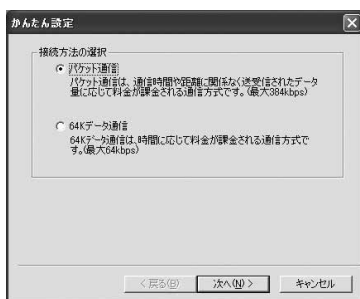 かんたん設定
接続方法の選択
パケット通信
パケット通信は、通信時間や距離に関係なく送受信されたデータ
量に応じて料金が課金される通信方式です。(最大384kbps)
64Kデータ通信
64Kデータ通信は、時間に応じて料金が課金される通信方式で
す。(最大64kbps)
< 戻る(B)
次へ(N) >
キャンセル